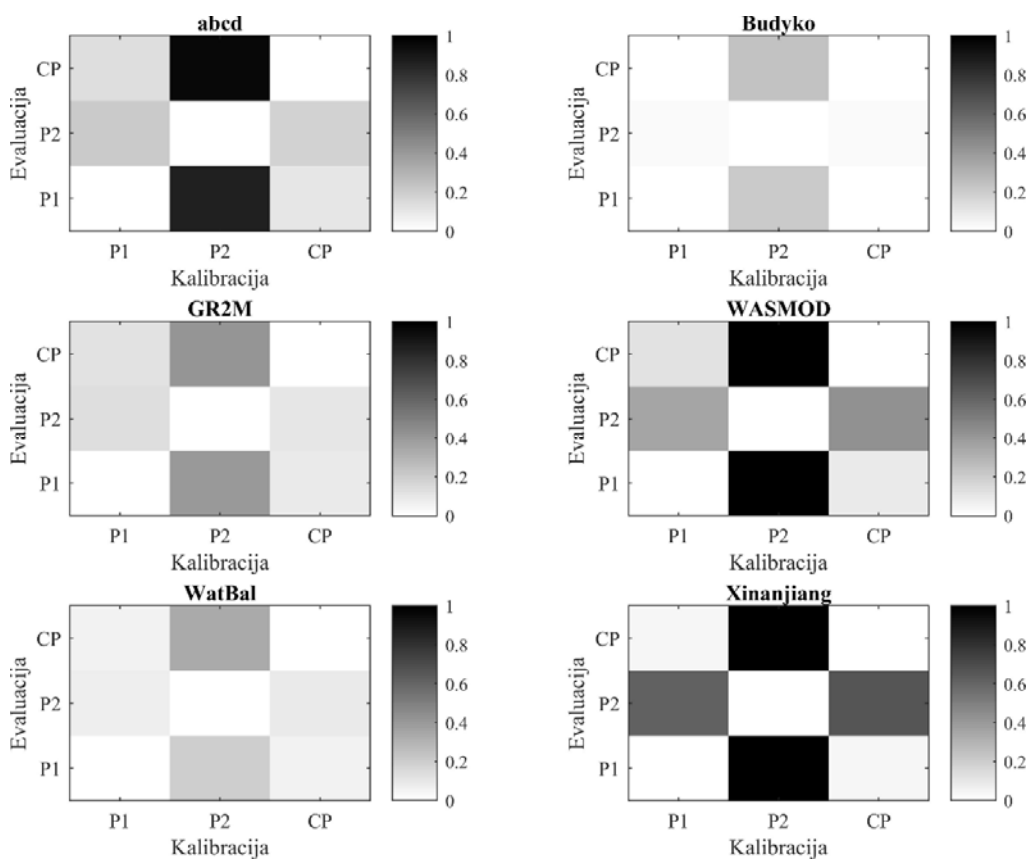 abcd
Evaluacija
CP
P2
P1
P1 P2 CP
Kalibracija
1
0.8
0.6
0.4
0.2
0
Budyko
Evaluacija
CP
P2
P1
P1 P2 CP
Kalibracija
1
0.8
0.6
0.4
0.2
0
GR2M
Evaluacija
CP
P2
P1
P1 P2 CP
Kalibracija
1
0.8
0.6
0.4
0.2
0
WASMOD
Evaluacija
CP
P2
P1
P1 P2 CP
Kalibracija
1
0.8
0.6
0.4
0.2
0
WatBal
Evaluacija
CP
P2
P1
P1 P2 CP
Kalibracija
1
0.8
0.6
0.4
0.2
0
Xinanjiang
Evaluacija
CP
P2
P1
P1 P2 CP
Kalibracija
1
0.8
0.6
0.4
0.2
0